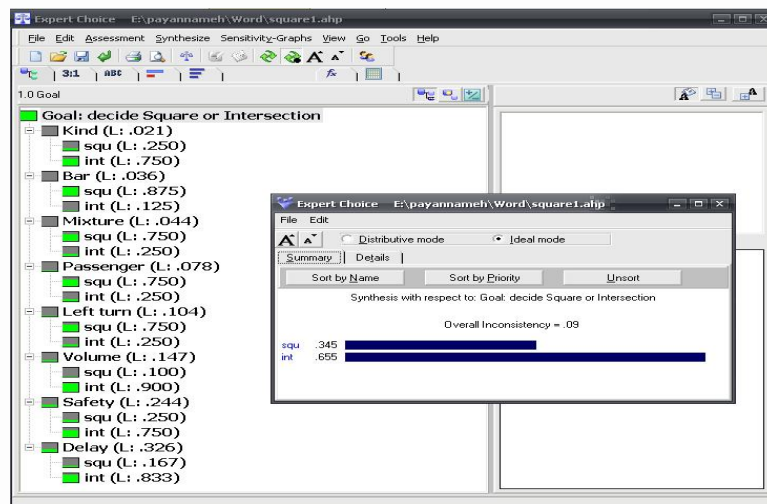 Expert Choice E:\payannameh\Word\square1.ahp
File Edit Assessment Synthesize Sensitivity-Graphs View Go Tools Help
3:1 ABC
1.0 Goal
Goal: decide Square or Intersection
Kind (L: .021)
squ (L: .250)
int (L: .750)
Bar (L: .036)
squ (L: .875)
int (L: .125)
Mixture (L: .044)
squ (L: .750)
int (L: .250)
Passenger (L: .078)
squ (L: .750)
int (L: .250)
Left turn (L: .104)
squ (L: .750)
int (L: .250)
Volume (L: .147)
squ (L: .100)
int (L: .900)
Safety (L: .244)
squ (L: .250)
int (L: .750)
Delay (L: .326)
squ (L: .167)
int (L: .833)
Expert Choice E:\payannameh\Word\square1.ahp
File Edit
Distributive mode Ideal mode
Summary Details
Sort by Name Sort by Priority Unsort
Synthesis with respect to: Goal: decide Square or Intersection
Overall Inconsistency = .09
squ .345
int .655